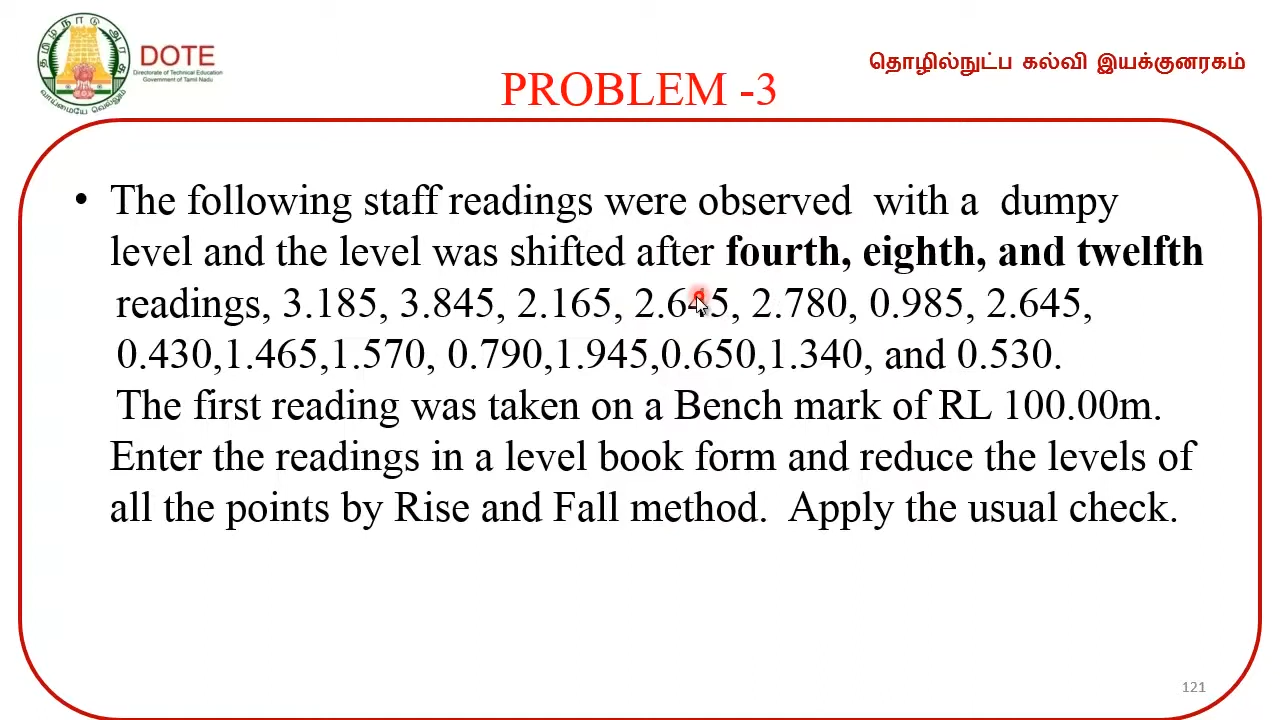 தமிழ்நாடு அரசு
வாய்மையே வெல்லும்
DOTE
Directorate of Technical Education
Government of Tamil Nadu
தொழில்நுட்ப கல்வி இயக்குனரகம்
PROBLEM -3
• The following staff readings were observed with a dumpy
level and the level was shifted after fourth, eighth, and twelfth
readings, 3.185, 3.845, 2.165, 2.645, 2.780, 0.985, 2.645,
0.430,1.465,1.570, 0.790,1.945,0.650,1.340, and 0.530.
The first reading was taken on a Bench mark of RL 100.00m.
Enter the readings in a level book form and reduce the levels of
all the points by Rise and Fall method. Apply the usual check.
121